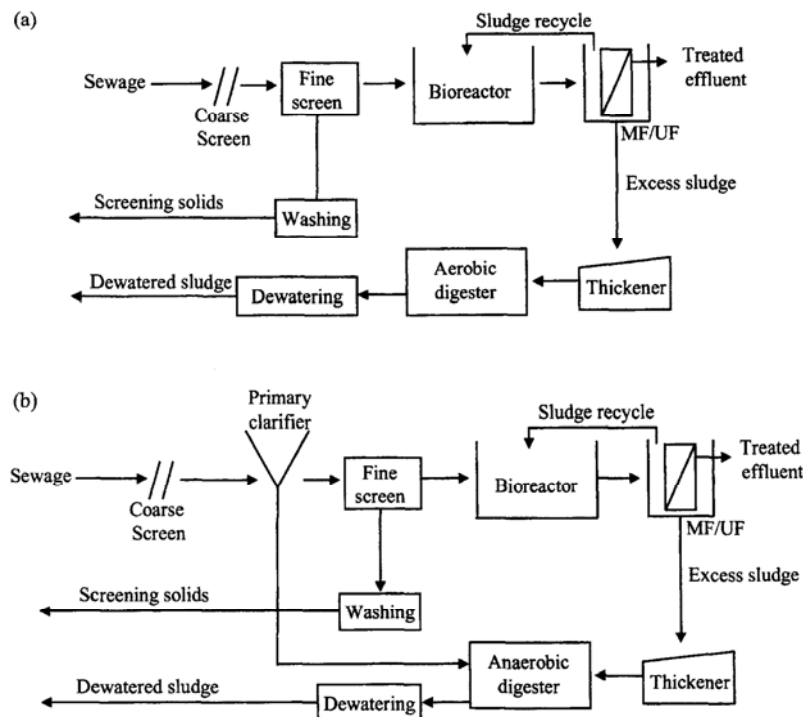 (a)
Sludge recycle
Sewage
Coarse
Screen
Fine
screen
Bioreactor
Treated
effluent
MF/UF
Excess sludge
Screening solids
Washing
Dewatered sludge
Dewatering
Aerobic
digester
Thickener
(b)
Primary
clarifier
Sludge recycle
Sewage
Coarse
Screen
Fine
screen
Bioreactor
Treated
effluent
MF/UF
Excess sludge
Screening solids
Washing
Dewatered sludge
Dewatering
Anaerobic
digester
Thickener